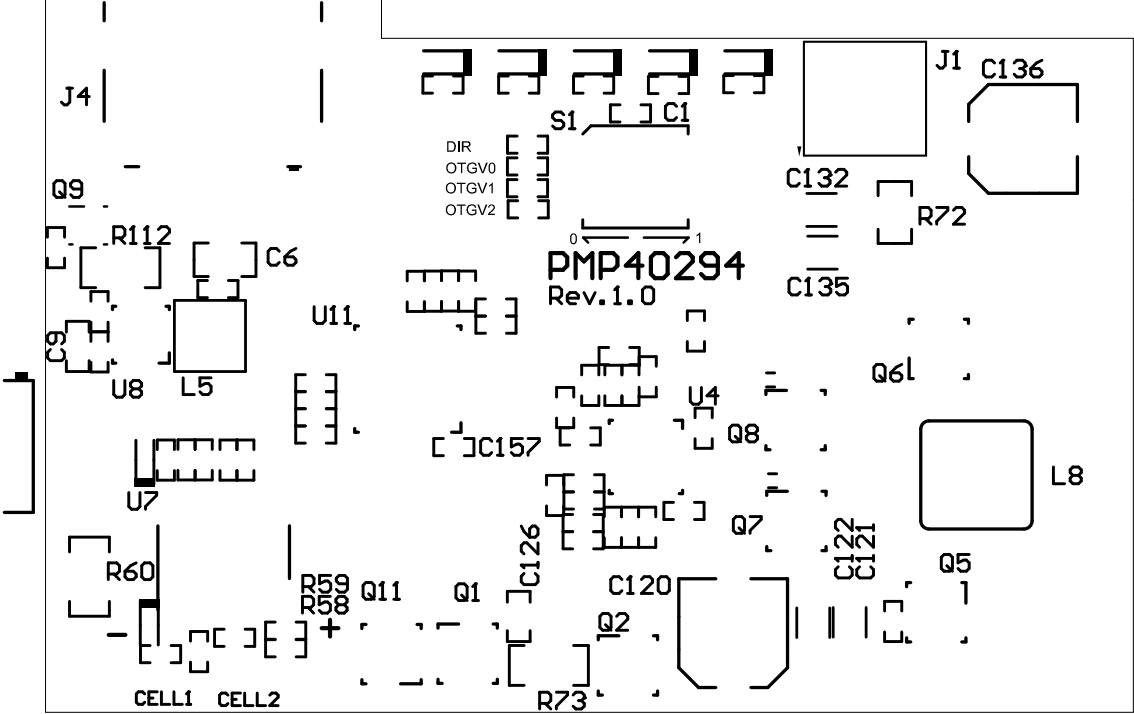 J1
C136
J4
S1
C1
DIR
OTGV0
OTGV1
OTGV2
C132
Q9
R72
R112
0
1
C6
PMP40294
Rev.1.0
C135
U11
C9
Q6
U8
L5
U4
Q8
C157
L8
U7
Q7
C126
C122
C121
Q5
R60
R59
R58
C120
Q11
Q1
Q2
- +
R73
CELL1 CELL2